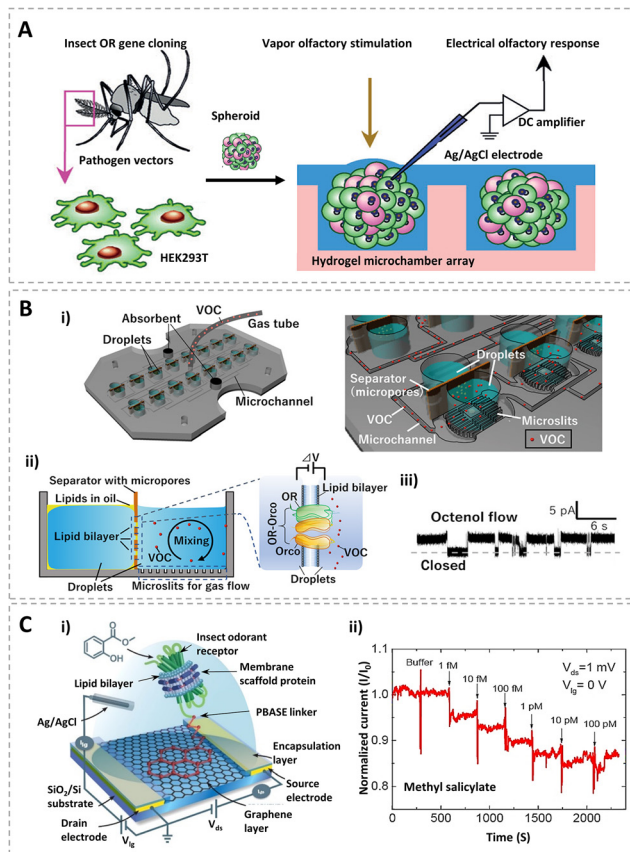 A
Insect OR gene cloning
Pathogen vectors
HEK293T
Spheroid
Vapor olfactory stimulation
Electrical olfactory response
DC amplifier
Ag/AgCl electrode
Hydrogel microchamber array
B
i)
VOC
Absorbent
Gas tube
Droplets
Microchannel
Droplets
Separator
(micropores)
VOC
Microchannel
Microslits
VOC
ii)
Separator with micropores
Lipids in oil
Lipid bilayer
VOC
Mixing
Droplets
Microslits for gas flow
⊿V
Lipid bilayer
OR
OR-Orco
Orco
VOC
Droplets
iii)
5 pA
6 s
Octenol flow
Closed
C
i)
O
O
OH
Insect odorant
receptor
Membrane
scaffold protein
Lipid bilayer
Ag/AgCl
PBASE linker
Encapsulation
layer
Source
electrode
SiO2/Si
substrate
Drain
electrode
Vlg
Vds
Graphene
layer
ii)
Normalized current (I/I0)
1.1
1.0
0.9
0.8
Buffer
1 fM
10 fM
100 fM
1 pM
10 pM
100 pM
Vds=1 mV
Vlg= 0 V
Methyl salicylate
0 500 1000 1500 2000
Time (S)